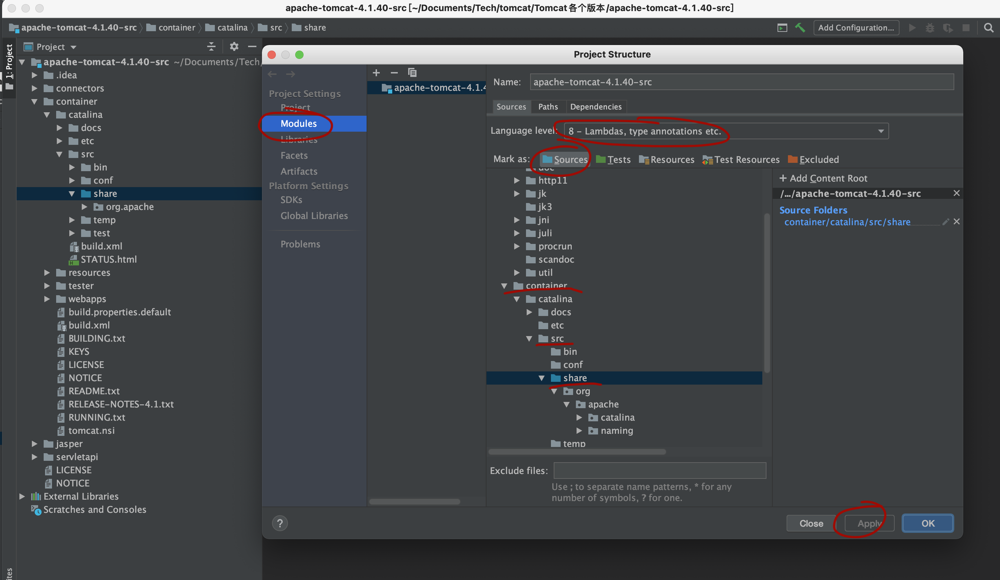 apache-tomcat-4.1.40-src [~/Documents/Tech/tomcat/Tomcat各个版本/apache-tomcat-4.1.40-src]
apache-tomcat-4.1.40-src container catalina src share
Add Configuration...
1: Project
Project
apache-tomcat-4.1.40-src ~/Documents/Tech/
.idea
connectors
container
catalina
docs
etc
src
bin
conf
share
org.apache
temp
test
build.xml
STATUS.html
resources
tester
webapps
build.properties.default
build.xml
BUILDING.txt
KEYS
LICENSE
NOTICE
README.txt
RELEASE-NOTES-4.1.txt
RUNNING.txt
tomcat.nsi
jasper
servletapi
LICENSE
NOTICE
External Libraries
Scratches and Consoles
Project Structure
Project Settings
Project
Modules
Libraries
Facets
Artifacts
Platform Settings
SDKs
Global Libraries
Problems
apache-tomcat-4.1.4
Name: apache-tomcat-4.1.40-src
Sources Paths Dependencies
Language level: 8 - Lambdas, type annotations etc.
Mark as: Sources Tests Resources Test Resources Excluded
doc
http11
jk
jk3
jni
juli
procrun
scandoc
util
container
catalina
docs
etc
src
bin
conf
share
org
apache
catalina
naming
temp
+ Add Content Root
/.../apache-tomcat-4.1.40-src
Source Folders
container/catalina/src/share
Exclude files:
Use ; to separate name patterns, * for any
number of symbols, ? for one.
?
Close Apply OK